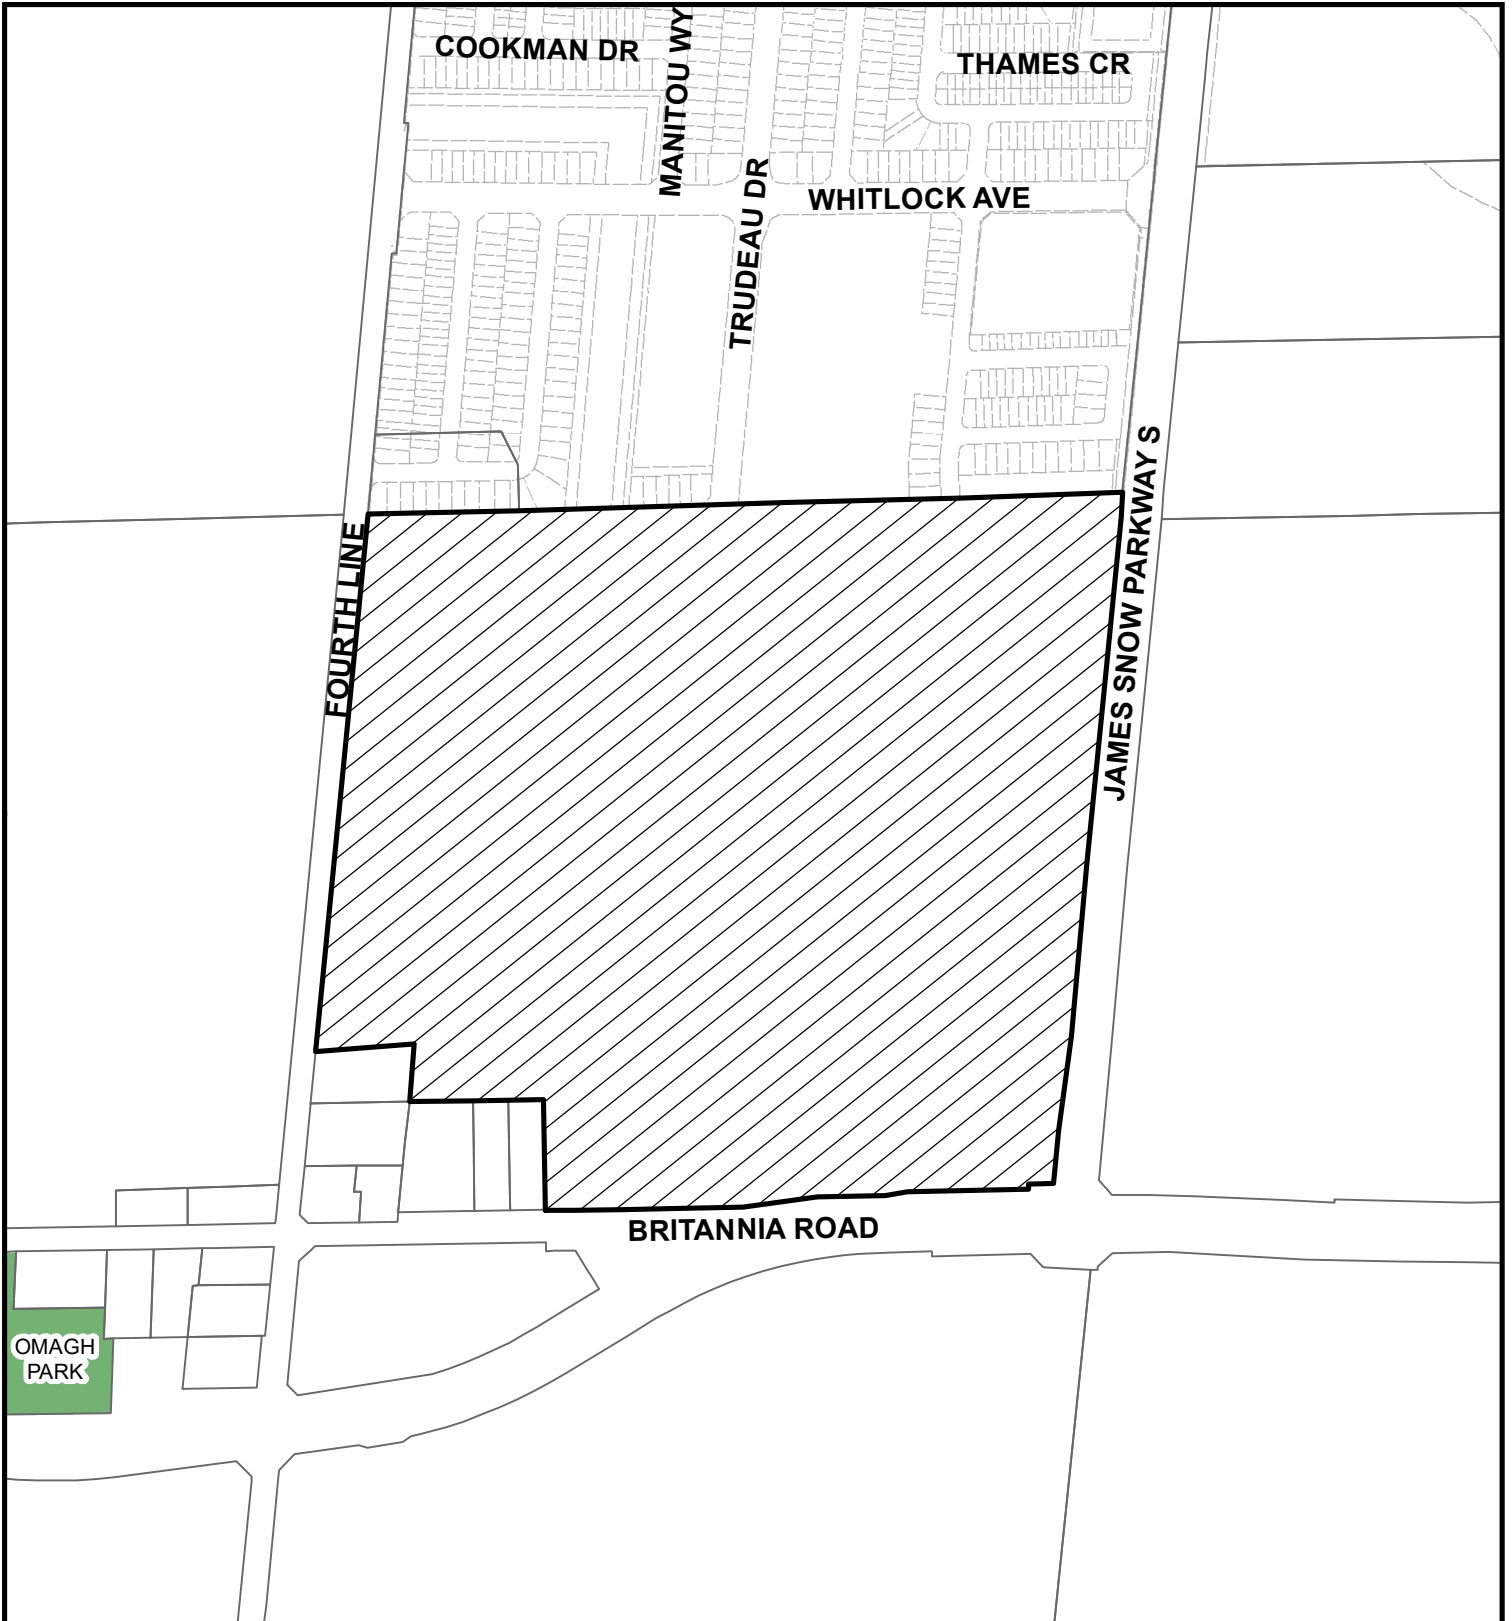 COOKMAN DR
MANITOU WY
THAMES CR
TRUDEAU DR
WHITLOCK AVE
FOURTH LINE
JAMES SNOW PARKWAY S
BRITANNIA ROAD
OMAGH
PARK